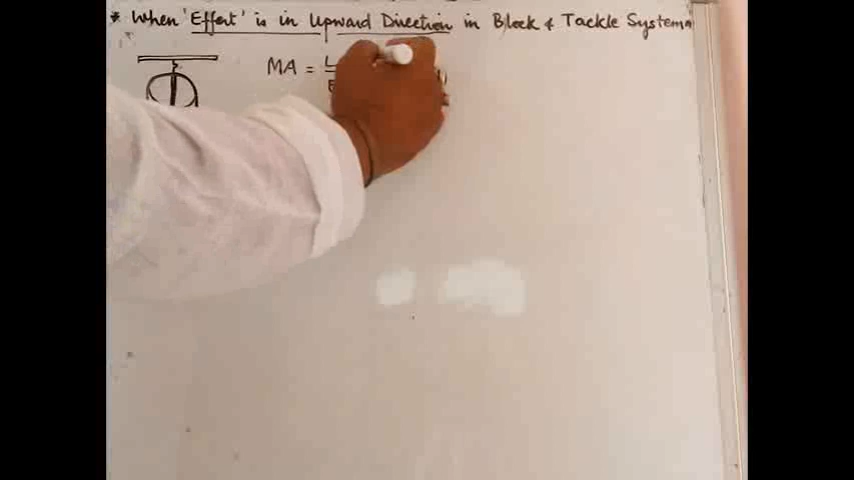 * When 'Effort' is in Upward Direction in Block & Tackle System
MA = L
E